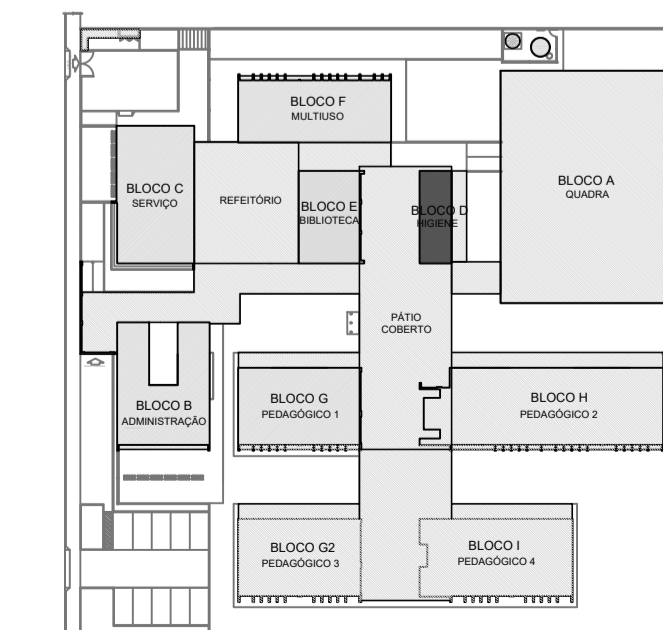 BLOCO F
MULTIUSO
BLOCO A
QUADRA
BLOCO C
SERVIÇO
REFEITÓRIO
BLOCO E
BIBLIOTECA
BLOCO D
HIGIENE
PÁTIO
COBERTO
BLOCO B
ADMINISTRAÇÃO
BLOCO G
PEDAGÓGICO 1
BLOCO H
PEDAGÓGICO 2
BLOCO G2
PEDAGÓGICO 3
BLOCO I
PEDAGÓGICO 4